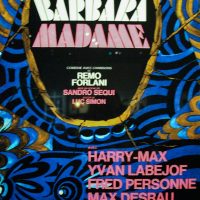 BARBARA
MADAME
COMÉDIE AVEC CHANSONS
REMO
FORLANI
SANDRO SEQUI
LUC SIMON
AVEC
HARRY-MAX
YVAN LABEJOF
FRED PERSONNE
MAX DESRAU